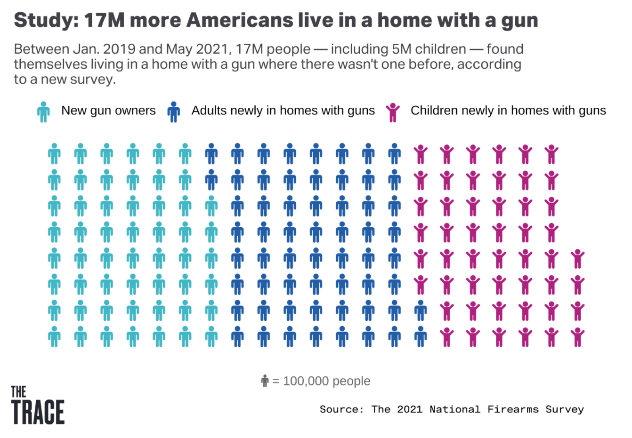 Study: 17M more Americans live in a home with a gun
Between Jan. 2019 and May 2021, 17M people — including 5M children — found
themselves living in a home with a gun where there wasn't one before, according
to a new survey.
New gun owners Adults newly in homes with guns Children newly in homes with guns
= 100,000 people
THE
TRACE
Source: The 2021 National Firearms Survey